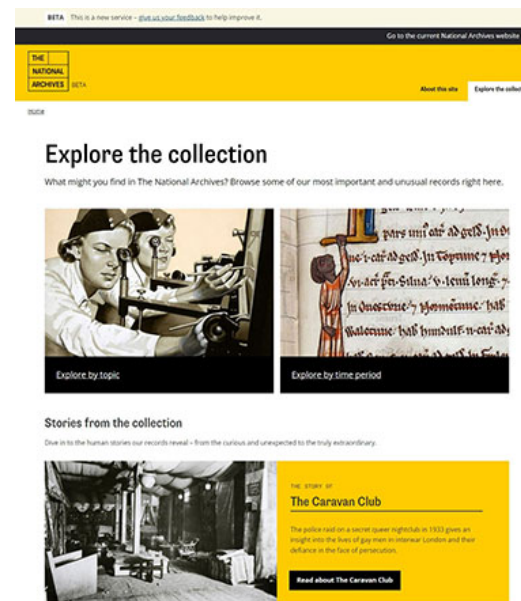 BETA This is a new service – give us your feedback to help improve it.
Go to the current National Archives website
THE
NATIONAL
ARCHIVES BETA
About this site Explore the collec
Home
Explore the collection
What might you find in The National Archives? Browse some of our most important and unusual records right here.
Explore by topic
Explore by time period
Stories from the collection
Dive in to the human stories our records reveal – from the curious and unexpected to the truly extraordinary.
THE STORY OF
The Caravan Club
The police raid on a secret queer nightclub in 1933 gives an
insight into the lives of gay men in interwar London and their
defiance in the face of persecution.
Read about The Caravan Club